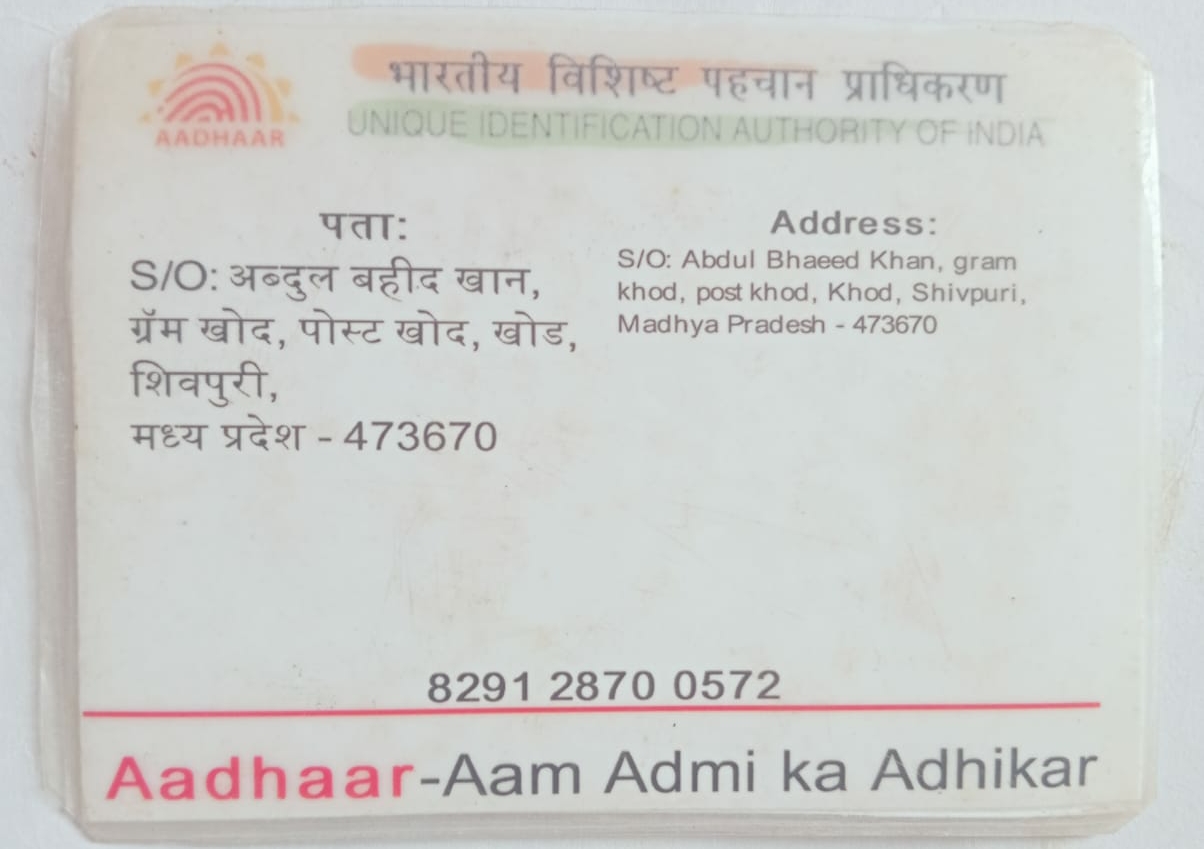 AADHAAR
भारतीय विशिष्ट पहचान प्राधिकरण
UNIQUE IDENTIFICATION AUTHORITY OF INDIA
पता:
S/O: अब्दुल बहीद खान,
ग्रॅम खोद, पोस्ट खोद, खोड,
शिवपुरी,
मध्य प्रदेश - 473670
Address:
S/O: Abdul Bhaeed Khan, gram
khod, post khod, Khod, Shivpuri,
Madhya Pradesh - 473670
8291 2870 0572
Aadhaar-Aam Admi ka Adhikar